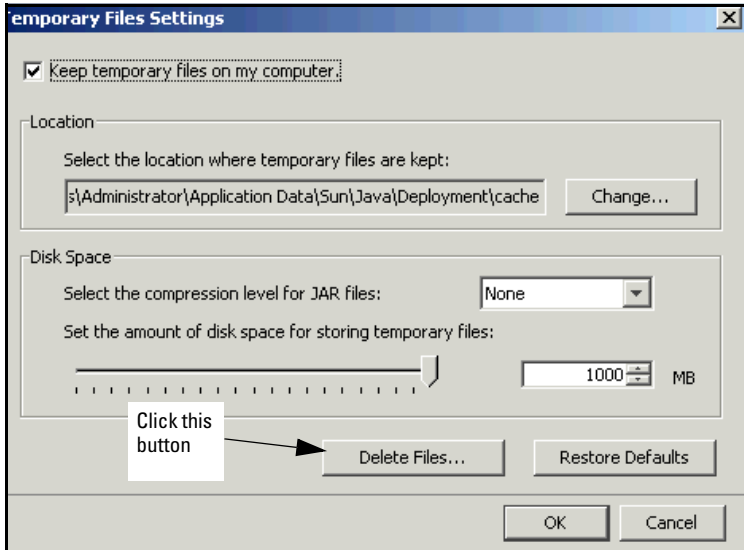 emporary Files Settings
Keep temporary files on my computer.
Location
Select the location where temporary files are kept:
s\Administrator\Application Data\Sun\Java\Deployment\cache
Change...
Disk Space
Select the compression level for JAR files:
None
Set the amount of disk space for storing temporary files:
1000
MB
Click this
button
Delete Files...
Restore Defaults
OK
Cancel